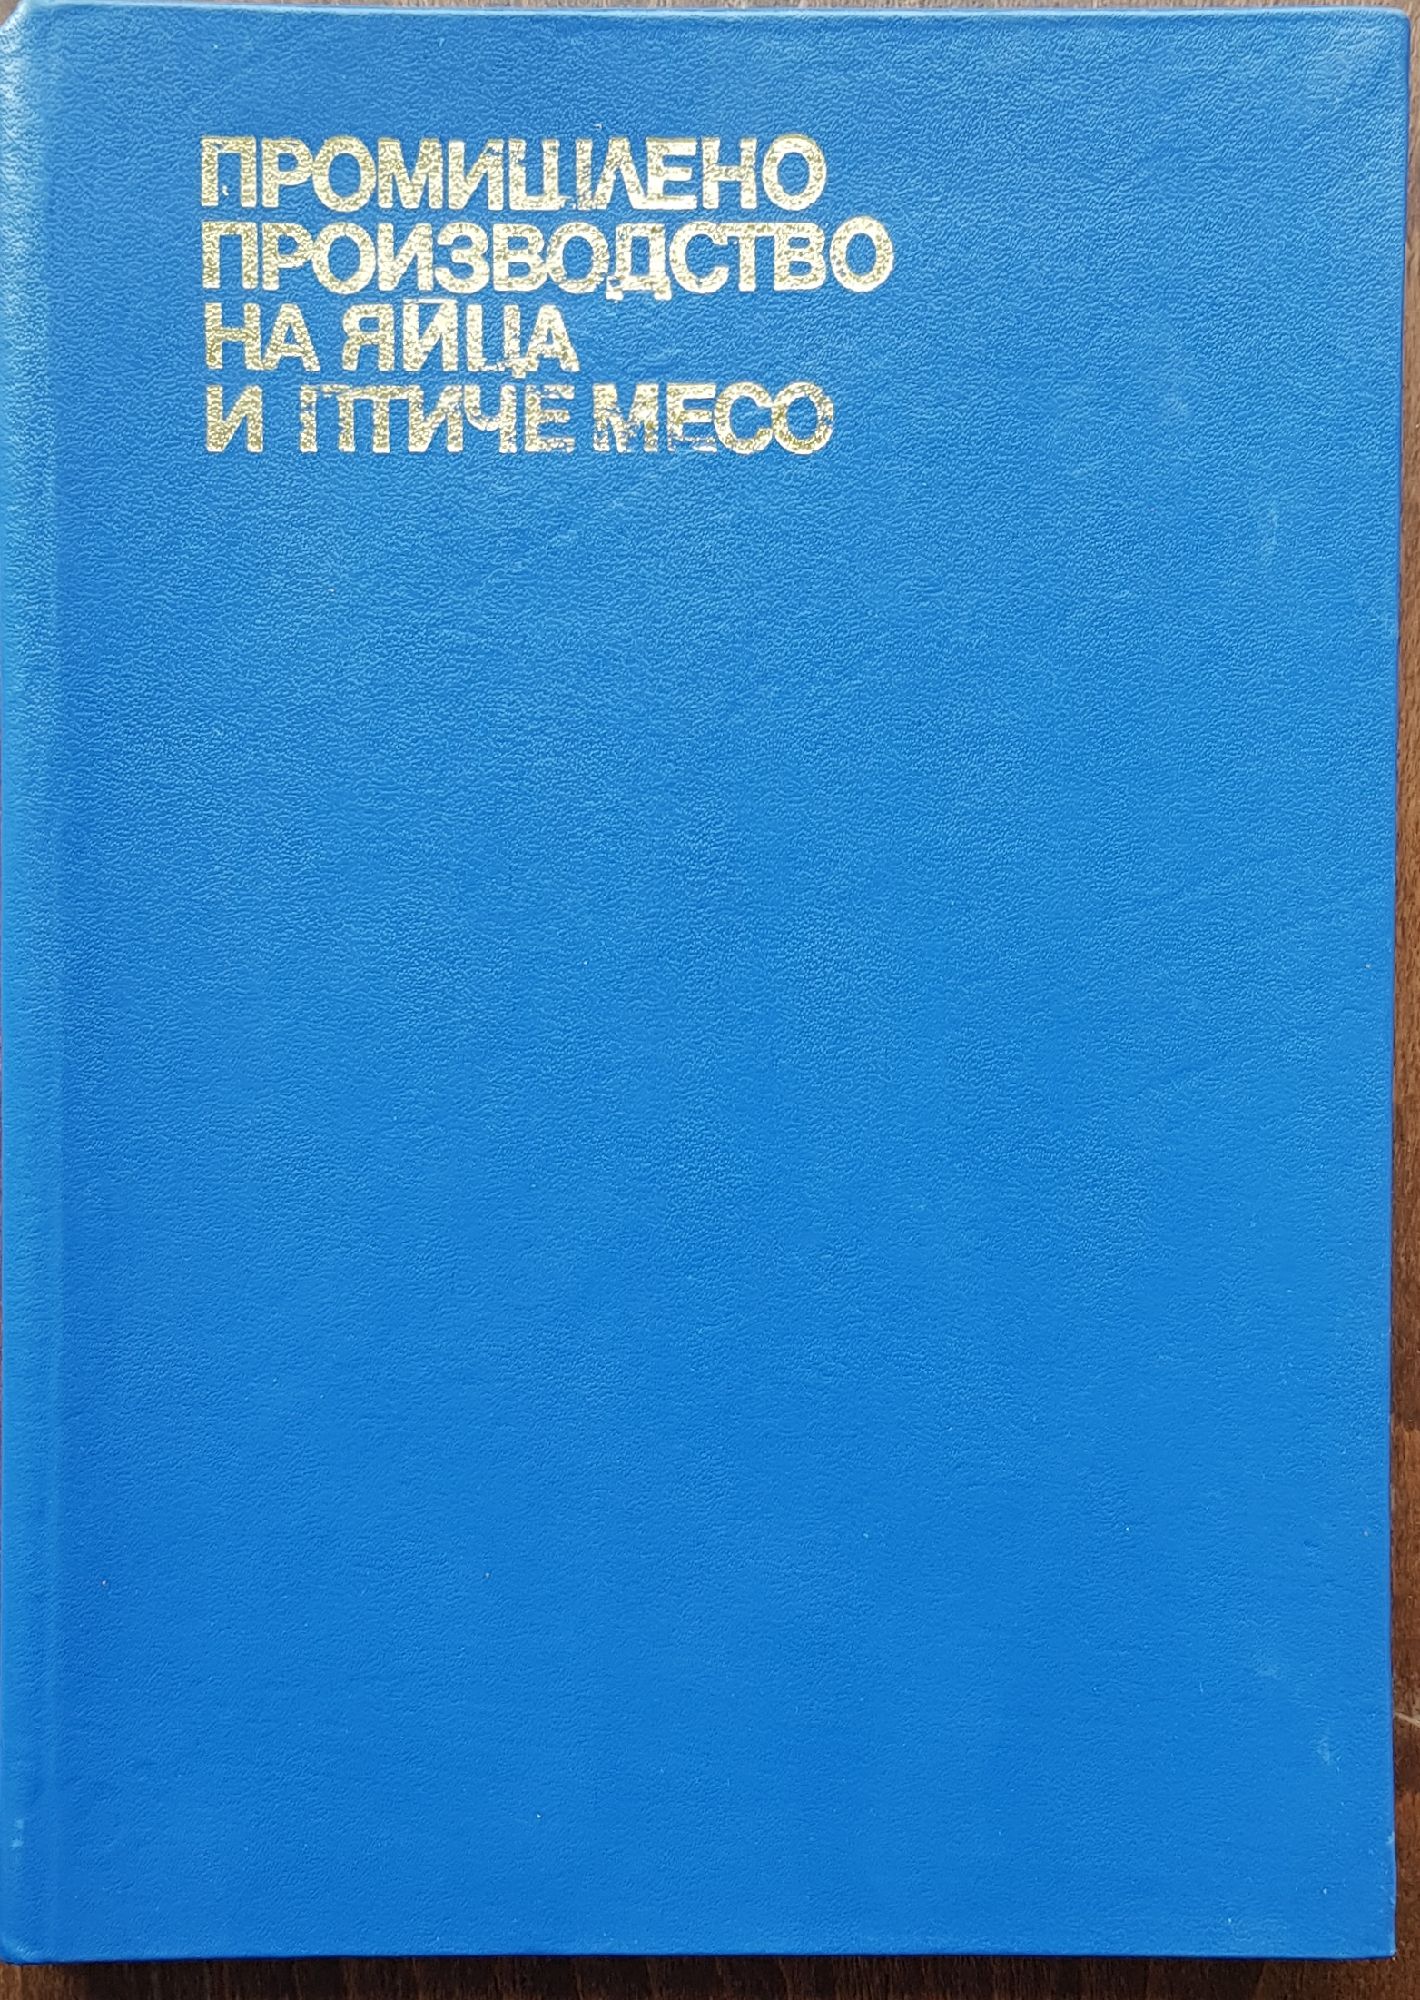 ПРОМИШЛЕНО
ПРОИЗВОДСТВО
НА ЯЙЦА
И ПТИЧЕ МЕСО